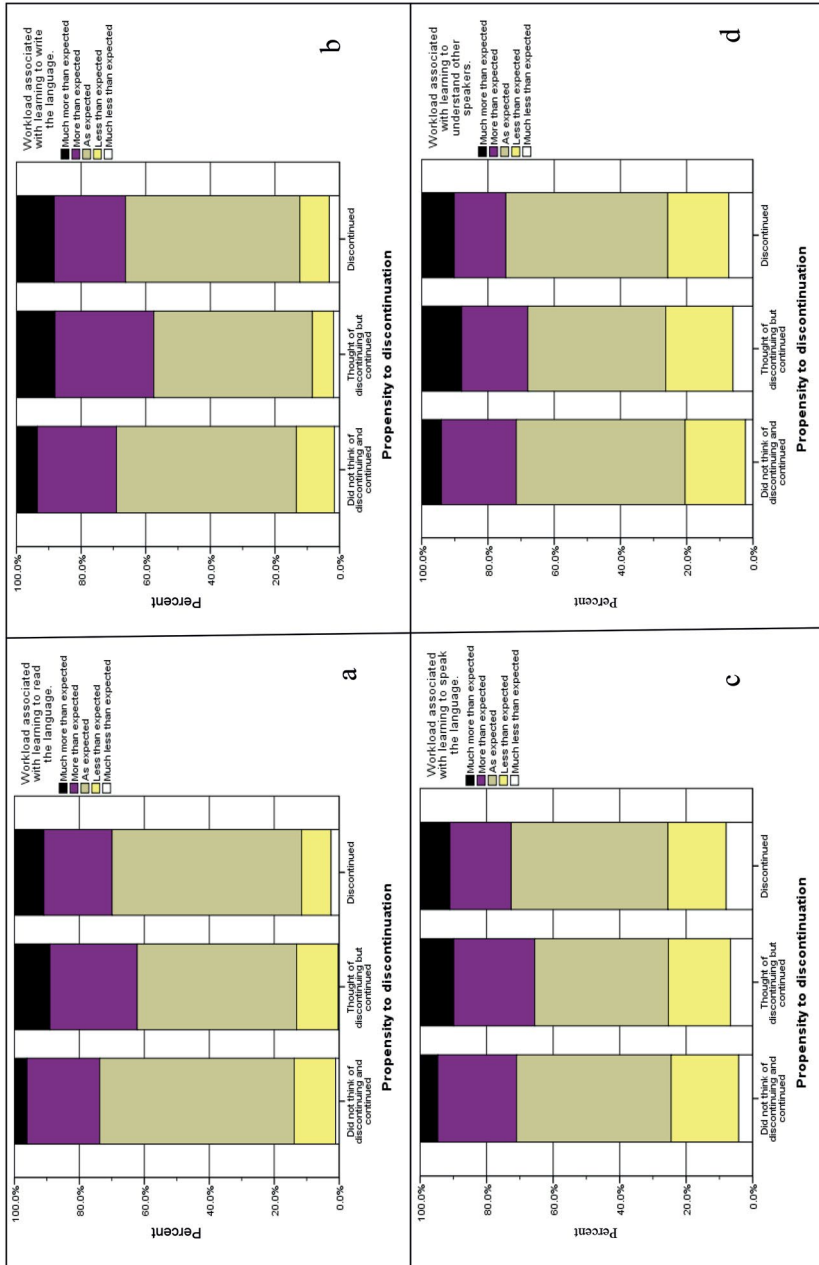 a
Workload associated
with learning to read
the language.
Much more than expected
More than expected
As expected
Less than expected
Much less than expected
100.0%
80.0%
60.0%
40.0%
20.0%
0.0%
Percent
Did not think of
discontinuing and
continued
Thought of
discontinuing but
continued
Discontinued
Propensity to discontinuation
b
Workload associated
with learning to write
the language.
Much more than expected
More than expected
As expected
Less than expected
Much less than expected
100.0%
80.0%
60.0%
40.0%
20.0%
0.0%
Percent
Did not think of
discontinuing and
continued
Thought of
discontinuing but
continued
Discontinued
Propensity to discontinuation
c
Workload associated
with learning to speak
the language.
Much more than expected
More than expected
As expected
Less than expected
Much less than expected
100.0%
80.0%
60.0%
40.0%
20.0%
0.0%
Percent
Did not think of
discontinuing and
continued
Thought of
discontinuing but
continued
Discontinued
Propensity to discontinuation
d
Workload associated
with learning to
understand other
speakers.
Much more than expected
More than expected
As expected
Less than expected
Much less than expected
100.0%
80.0%
60.0%
40.0%
20.0%
0.0%
Percent
Did not think of
discontinuing and
continued
Thought of
discontinuing but
continued
Discontinued
Propensity to discontinuation